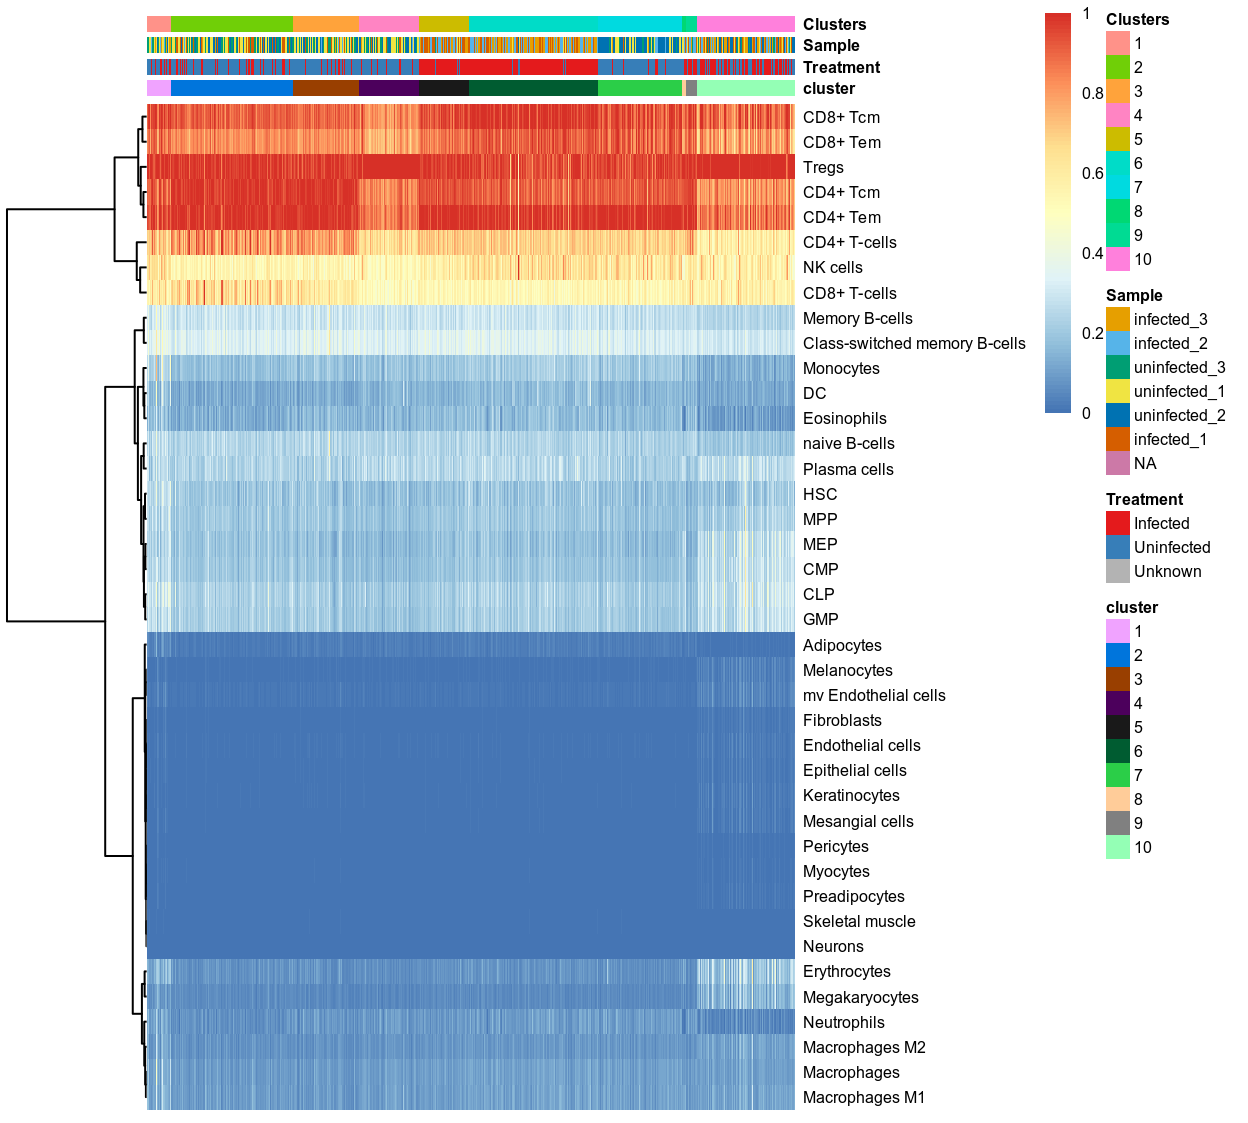 Clusters
Sample
Treatment
cluster
CD8+ Tcm
CD8+ Tem
Tregs
CD4+ Tcm
CD4+ Tem
CD4+ T-cells
NK cells
CD8+ T-cells
Memory B-cells
Class-switched memory B-cells
Monocytes
DC
Eosinophils
naive B-cells
Plasma cells
HSC
MPP
MEP
CMP
CLP
GMP
Adipocytes
Melanocytes
mv Endothelial cells
Fibroblasts
Endothelial cells
Epithelial cells
Keratinocytes
Mesangial cells
Pericytes
Myocytes
Preadipocytes
Skeletal muscle
Neurons
Erythrocytes
Megakaryocytes
Neutrophils
Macrophages M2
Macrophages
Macrophages M1
1
0.8
0.6
0.4
0.2
0
Clusters
1
2
3
4
5
6
7
8
9
10
Sample
infected_3
infected_2
uninfected_3
uninfected_1
uninfected_2
infected_1
NA
Treatment
Infected
Uninfected
Unknown
cluster
1
2
3
4
5
6
7
8
9
10